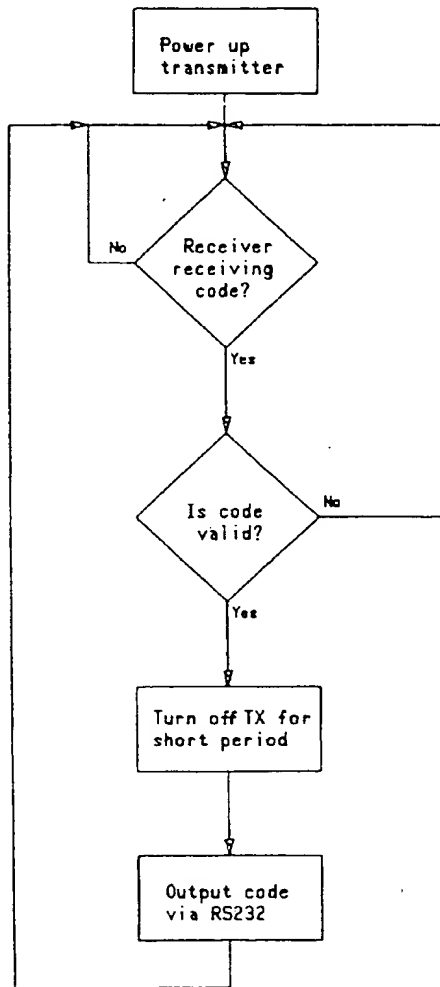 Power up
transmitter
No
Receiver
receiving
code?
Yes
Is code
valid?
No
Yes
Turn off TX for
short period
Output code
via RS232